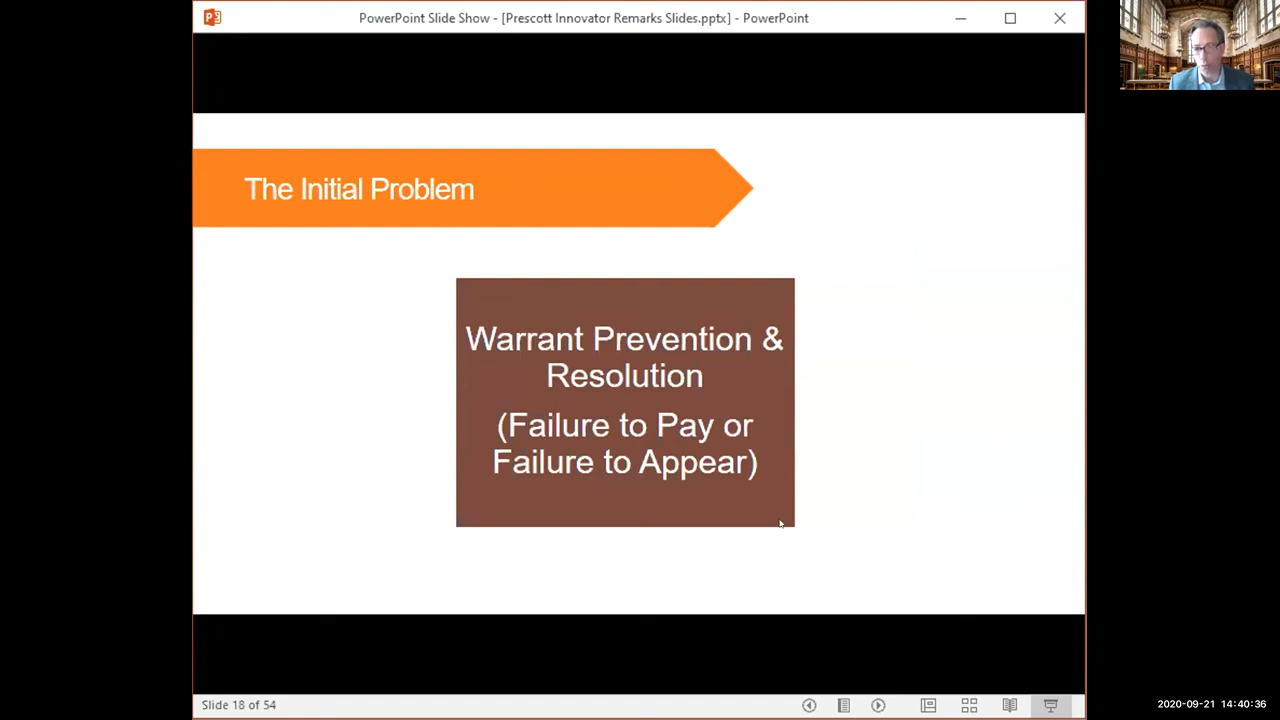 PowerPoint Slide Show - [Prescott Innovator Remarks Slides.pptx] - PowerPoint
The Initial Problem
Warrant Prevention &
Resolution
(Failure to Pay or
Failure to Appear)
Slide 18 of 54
2020-09-21 14:40:36